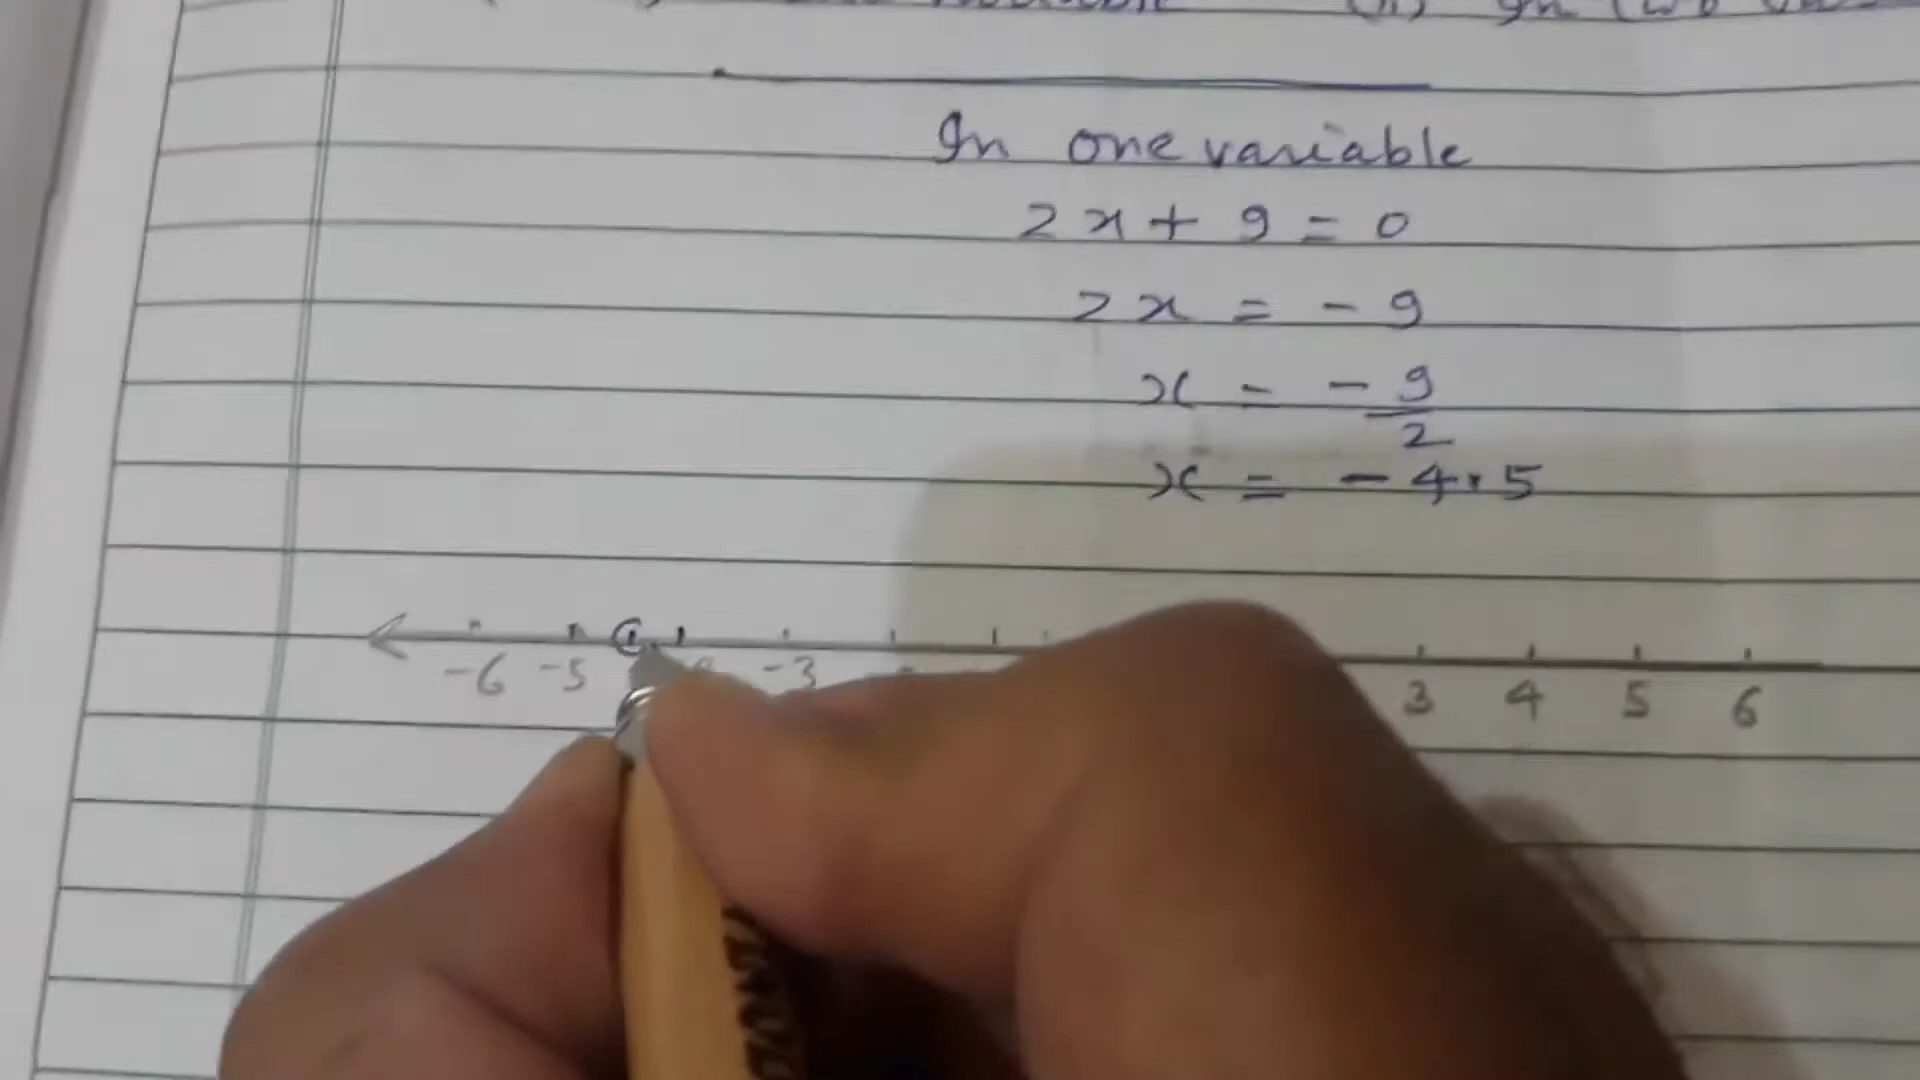 In one variable
2x + 9 = 0
2x = - 9
x = - 9/2
x = - 4.5
-6 -5 -3 3 4 5 6